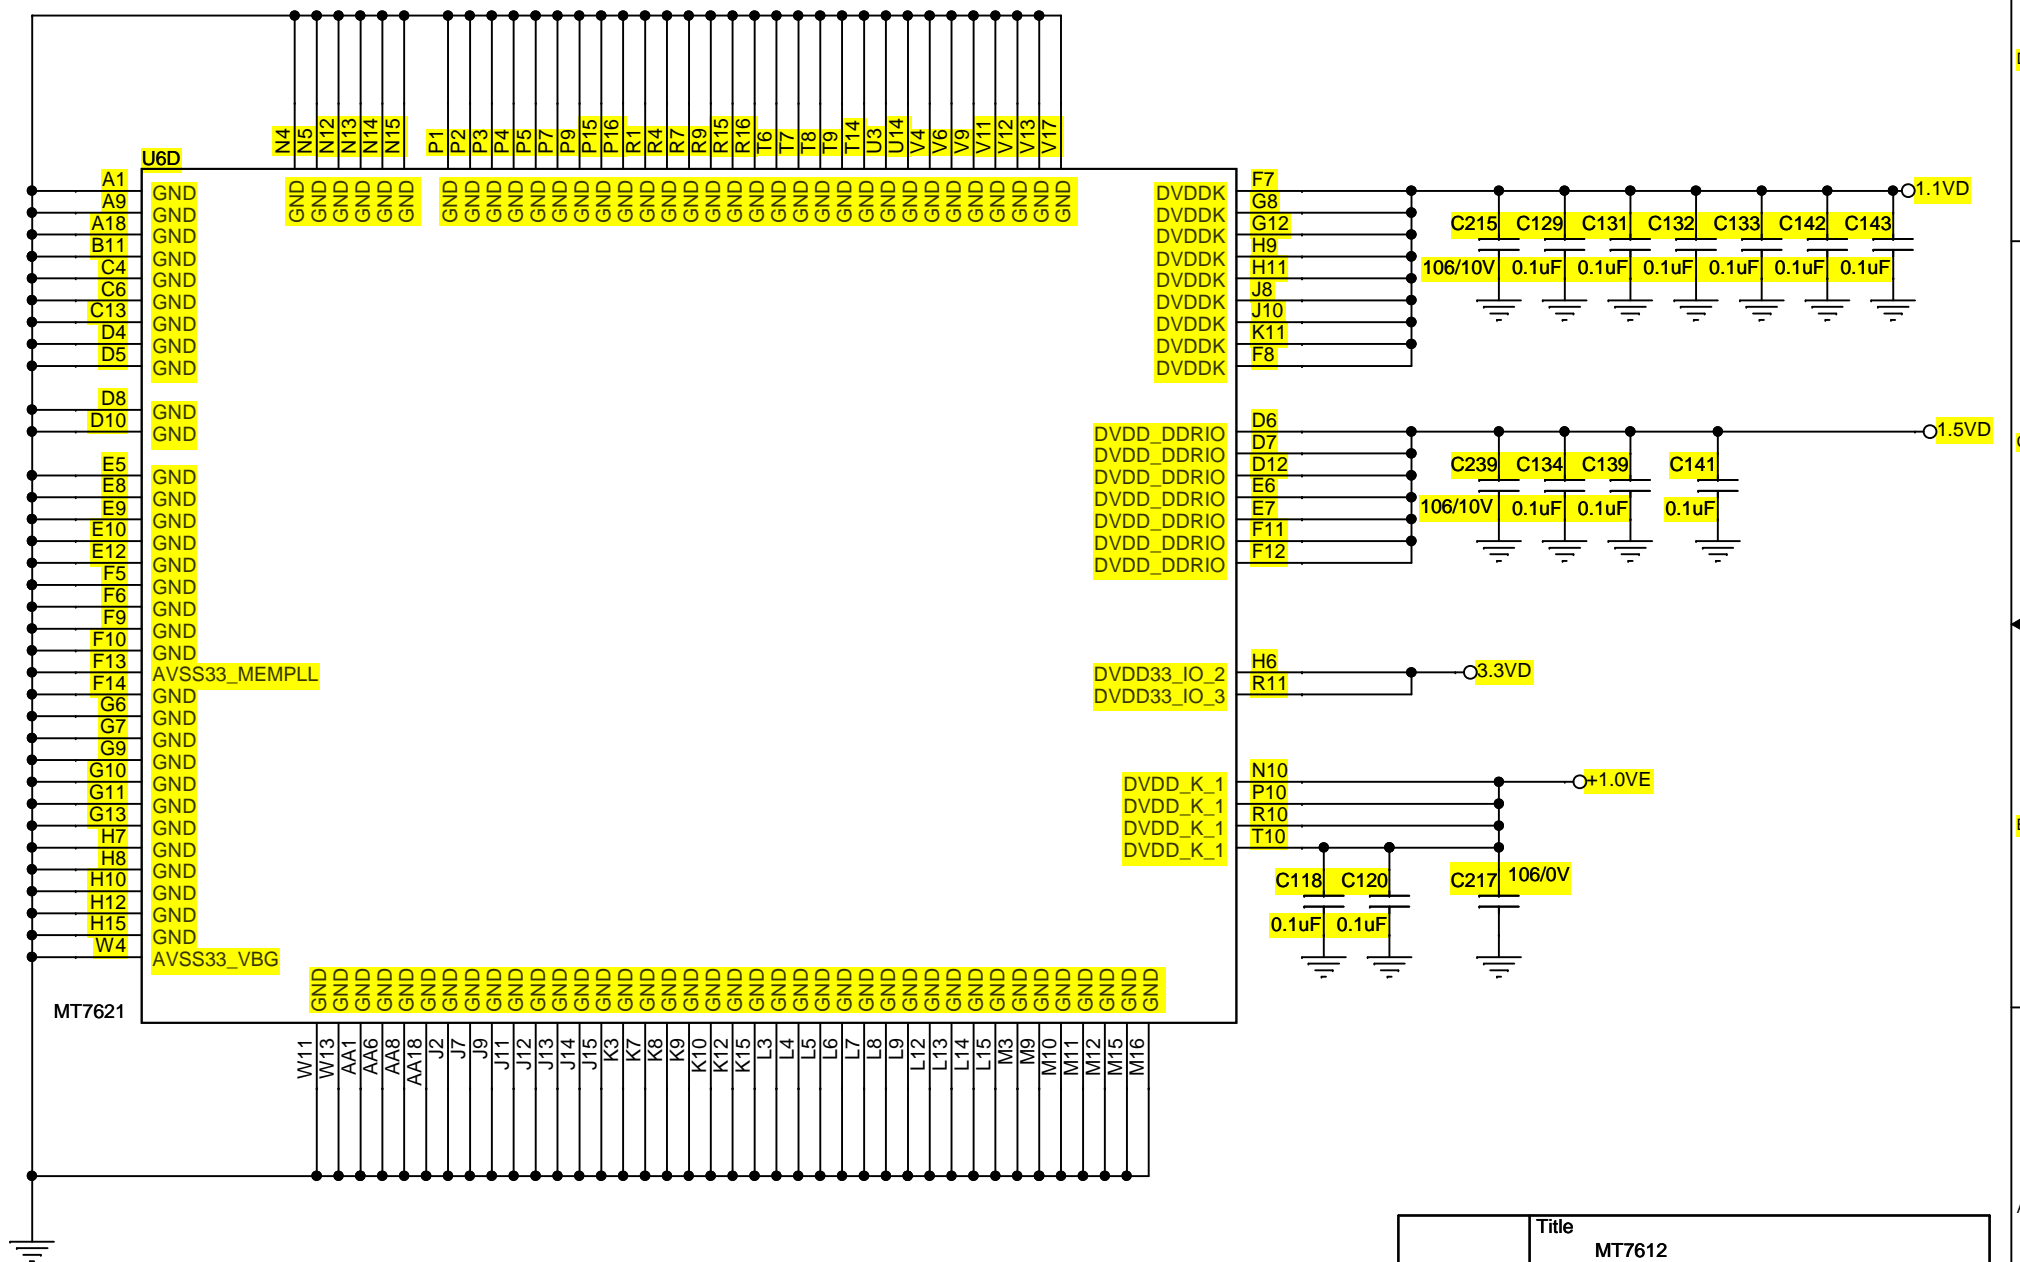 N4 N5 N12 N13 N14 N15 P1 P2 P3 P4 P5 P7 P9 P15 P16 R1 R4 R7 R9 R15 R16 T6 T7 T8 T9 T14 U3 U14 V4 V6 V9 V11 V12 V13 V17
U6D
GND GND GND GND GND GND GND GND GND GND GND GND GND GND GND GND GND GND GND GND GND GND GND GND GND GND GND GND GND GND GND GND GND GND GND
A1 GND
A9 GND
A18 GND
B11 GND
C4 GND
C6 GND
C13 GND
D4 GND
D5 GND
D8 GND
D10 GND
E5 GND
E8 GND
E9 GND
E10 GND
E12 GND
F5 GND
F6 GND
F9 GND
F10 GND
F13 AVSS33_MEMPLL
F14 GND
G6 GND
G7 GND
G9 GND
G10 GND
G11 GND
G13 GND
H7 GND
H8 GND
H10 GND
H12 GND
H15 GND
W4 AVSS33_VBG
DVDDK F7
DVDDK G8
DVDDK G12
DVDDK H9
DVDDK H11
DVDDK J8
DVDDK J10
DVDDK K11
DVDDK F8
1.1VD
C215 C129 C131 C132 C133 C142 C143
106/10V 0.1uF 0.1uF 0.1uF 0.1uF 0.1uF 0.1uF
DVDD_DDRIO D6
DVDD_DDRIO D7
DVDD_DDRIO D12
DVDD_DDRIO E6
DVDD_DDRIO E7
DVDD_DDRIO F11
DVDD_DDRIO F12
1.5VD
C239 C134 C139 C141
106/10V 0.1uF 0.1uF 0.1uF
DVDD33_IO_2 H6
DVDD33_IO_3 R11
3.3VD
DVDD_K_1 N10
DVDD_K_1 P10
DVDD_K_1 R10
DVDD_K_1 T10
+1.0VE
C118 C120 C217 106/0V
0.1uF 0.1uF
GND GND GND GND GND GND GND GND GND GND GND GND GND GND GND GND GND GND GND GND GND GND GND GND GND GND GND GND GND GND GND GND GND GND GND GND GND GND GND
MT7621
W11 W13 AA1 AA6 AA8 AA18 J2 J7 J9 J11 J12 J13 J14 J15 K3 K7 K8 K9 K10 K12 K15 L3 L4 L5 L6 L7 L8 L9 L12 L13 L14 L15 M3 M9 M10 M11 M12 M15 M16
Title
MT7612